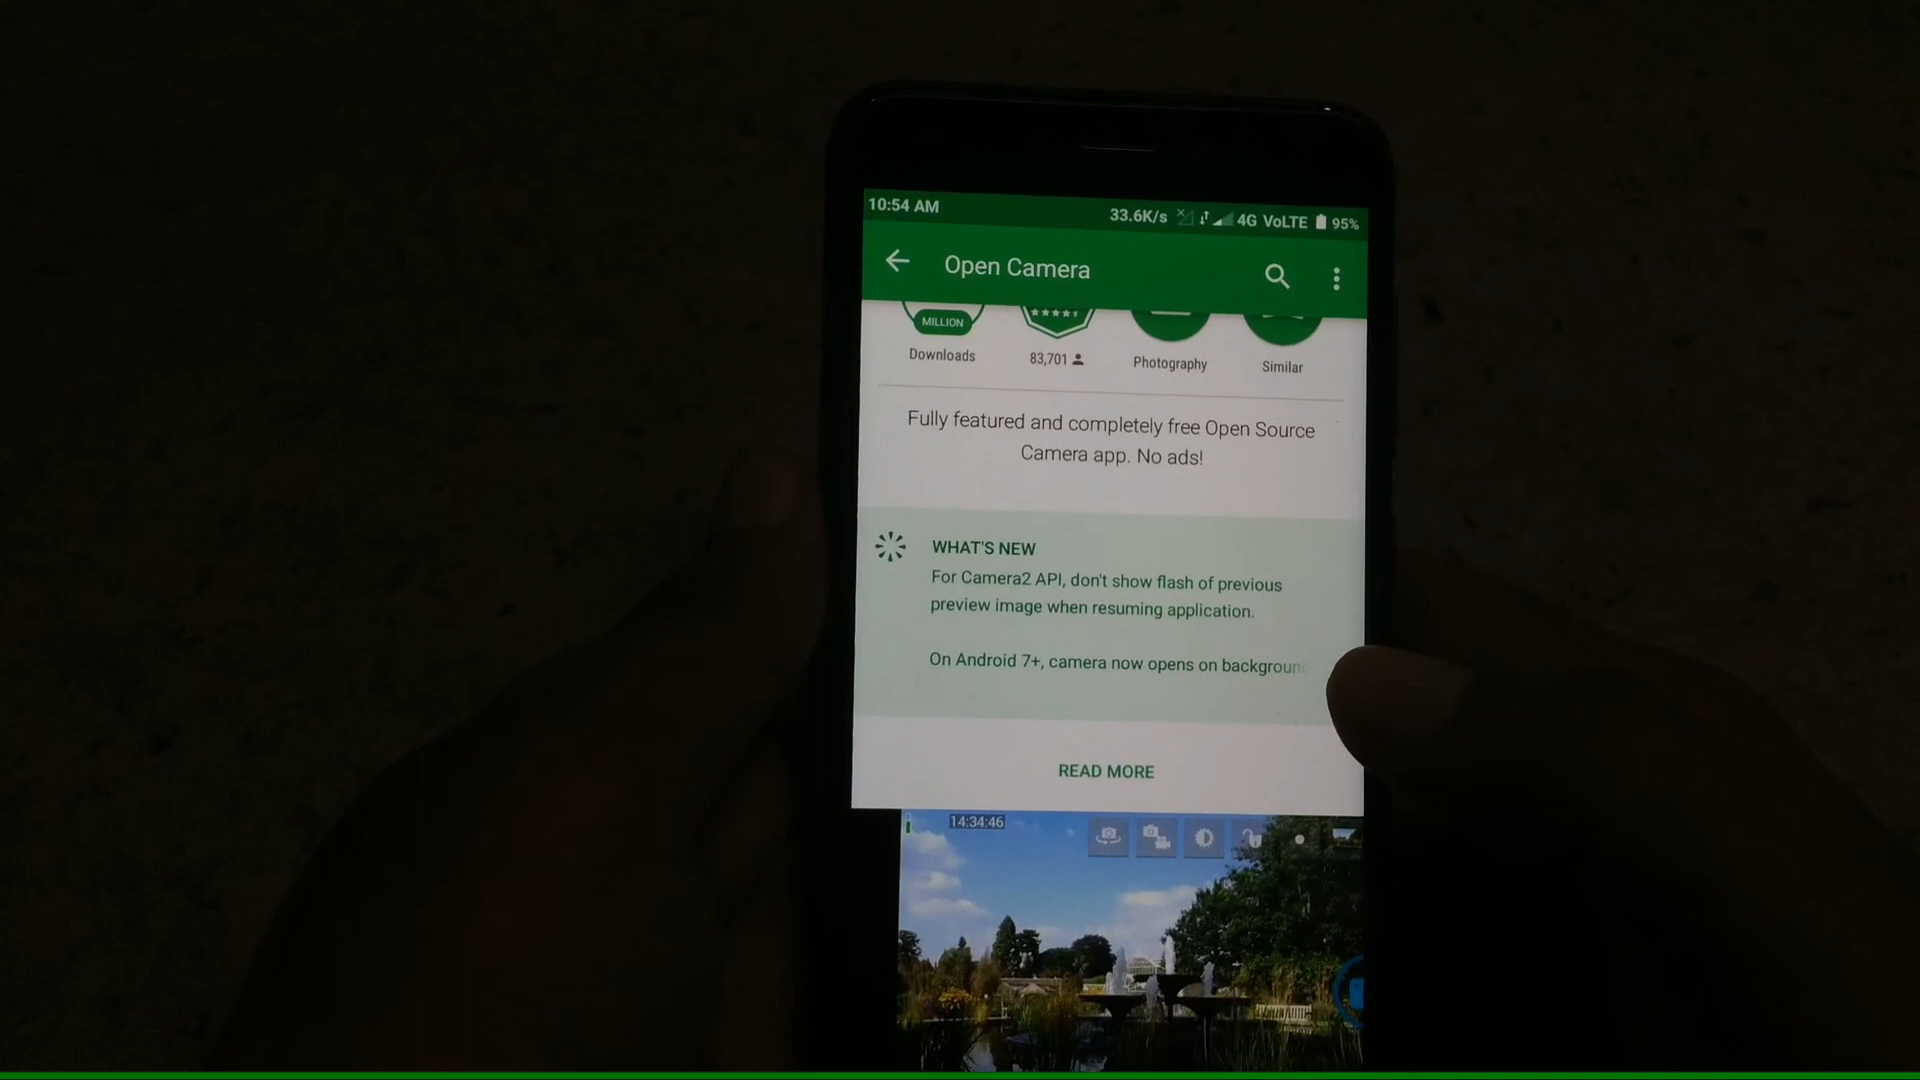 10:54 AM
33.6K/s 4G VoLTE 95%
Open Camera
MILLION
Downloads
83,701
Photography
Similar
Fully featured and completely free Open Source
Camera app. No ads!
WHAT'S NEW
For Camera2 API, don't show flash of previous
preview image when resuming application.
On Android 7+, camera now opens on backgroun
READ MORE
14:34:46